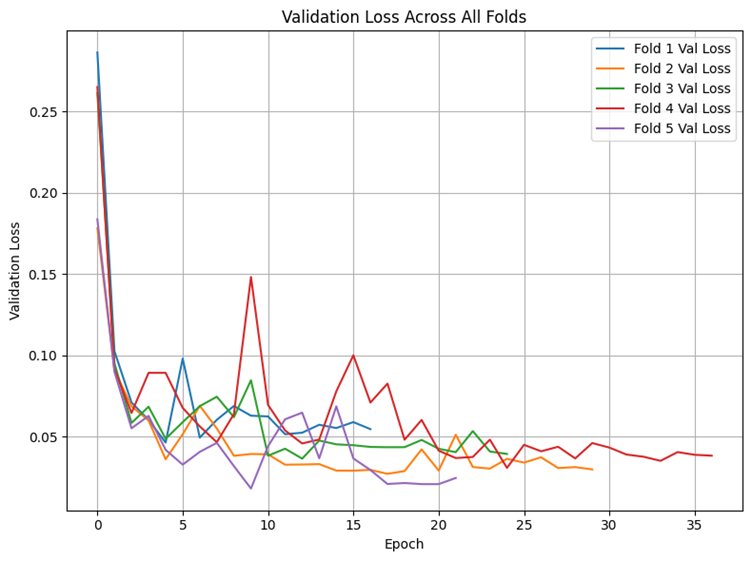 Validation Loss Across All Folds
Fold 1 Val Loss
Fold 2 Val Loss
Fold 3 Val Loss
Fold 4 Val Loss
Fold 5 Val Loss
Validation Loss
0.25
0.20
0.15
0.10
0.05
0 5 10 15 20 25 30 35
Epoch